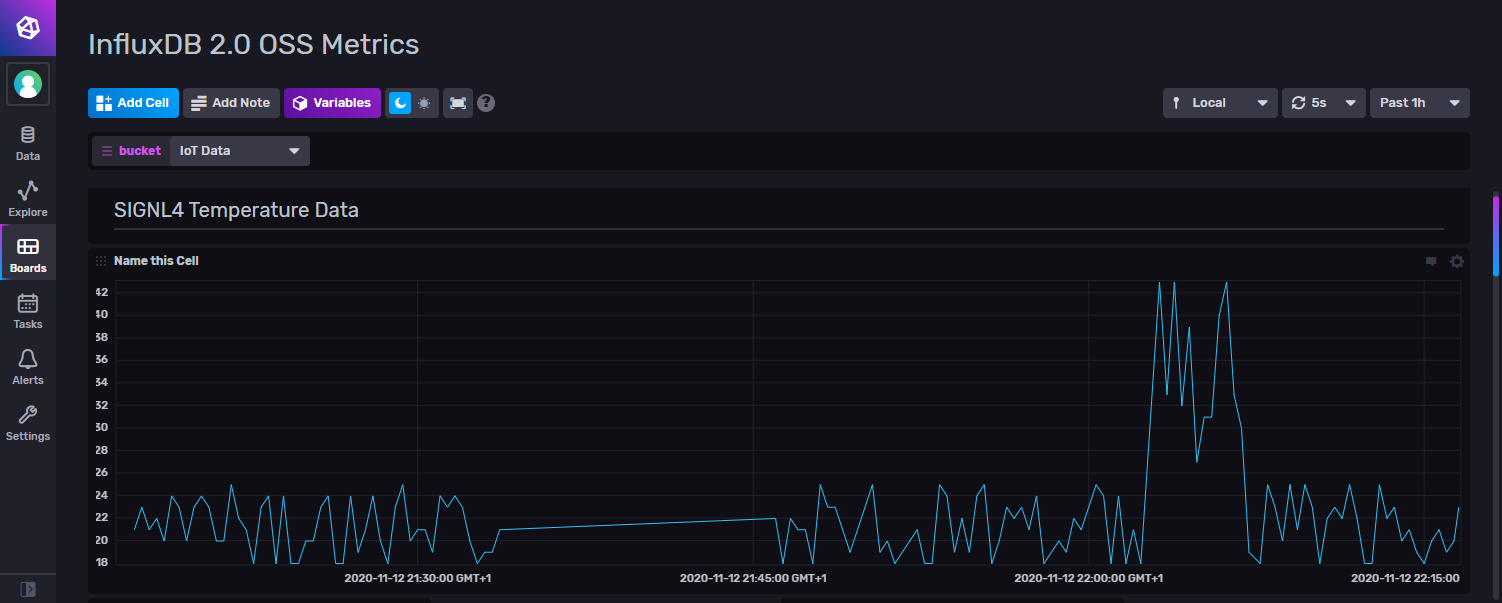 InfluxDB 2.0 OSS Metrics
Add Cell Add Note Variables ? Local 5s Past 1h
bucket IoT Data
Data
Explore
Boards
Tasks
Alerts
Settings
SIGNL4 Temperature Data
Name this Cell
42
40
38
36
34
32
30
28
26
24
22
20
18
2020-11-12 21:30:00 GMT+1 2020-11-12 21:45:00 GMT+1 2020-11-12 22:00:00 GMT+1 2020-11-12 22:15:00